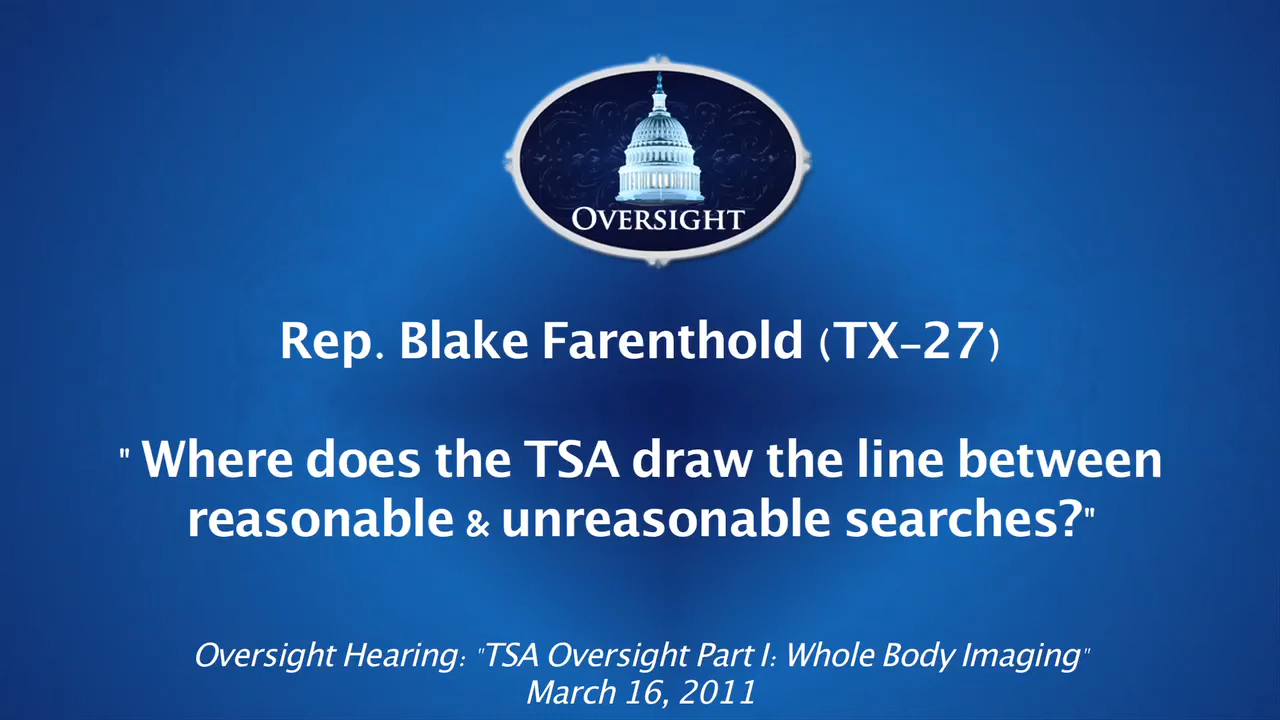 OVERSIGHT
Rep. Blake Farenthold (TX-27)
" Where does the TSA draw the line between
reasonable & unreasonable searches?"
Oversight Hearing: "TSA Oversight Part I: Whole Body Imaging"
March 16, 2011